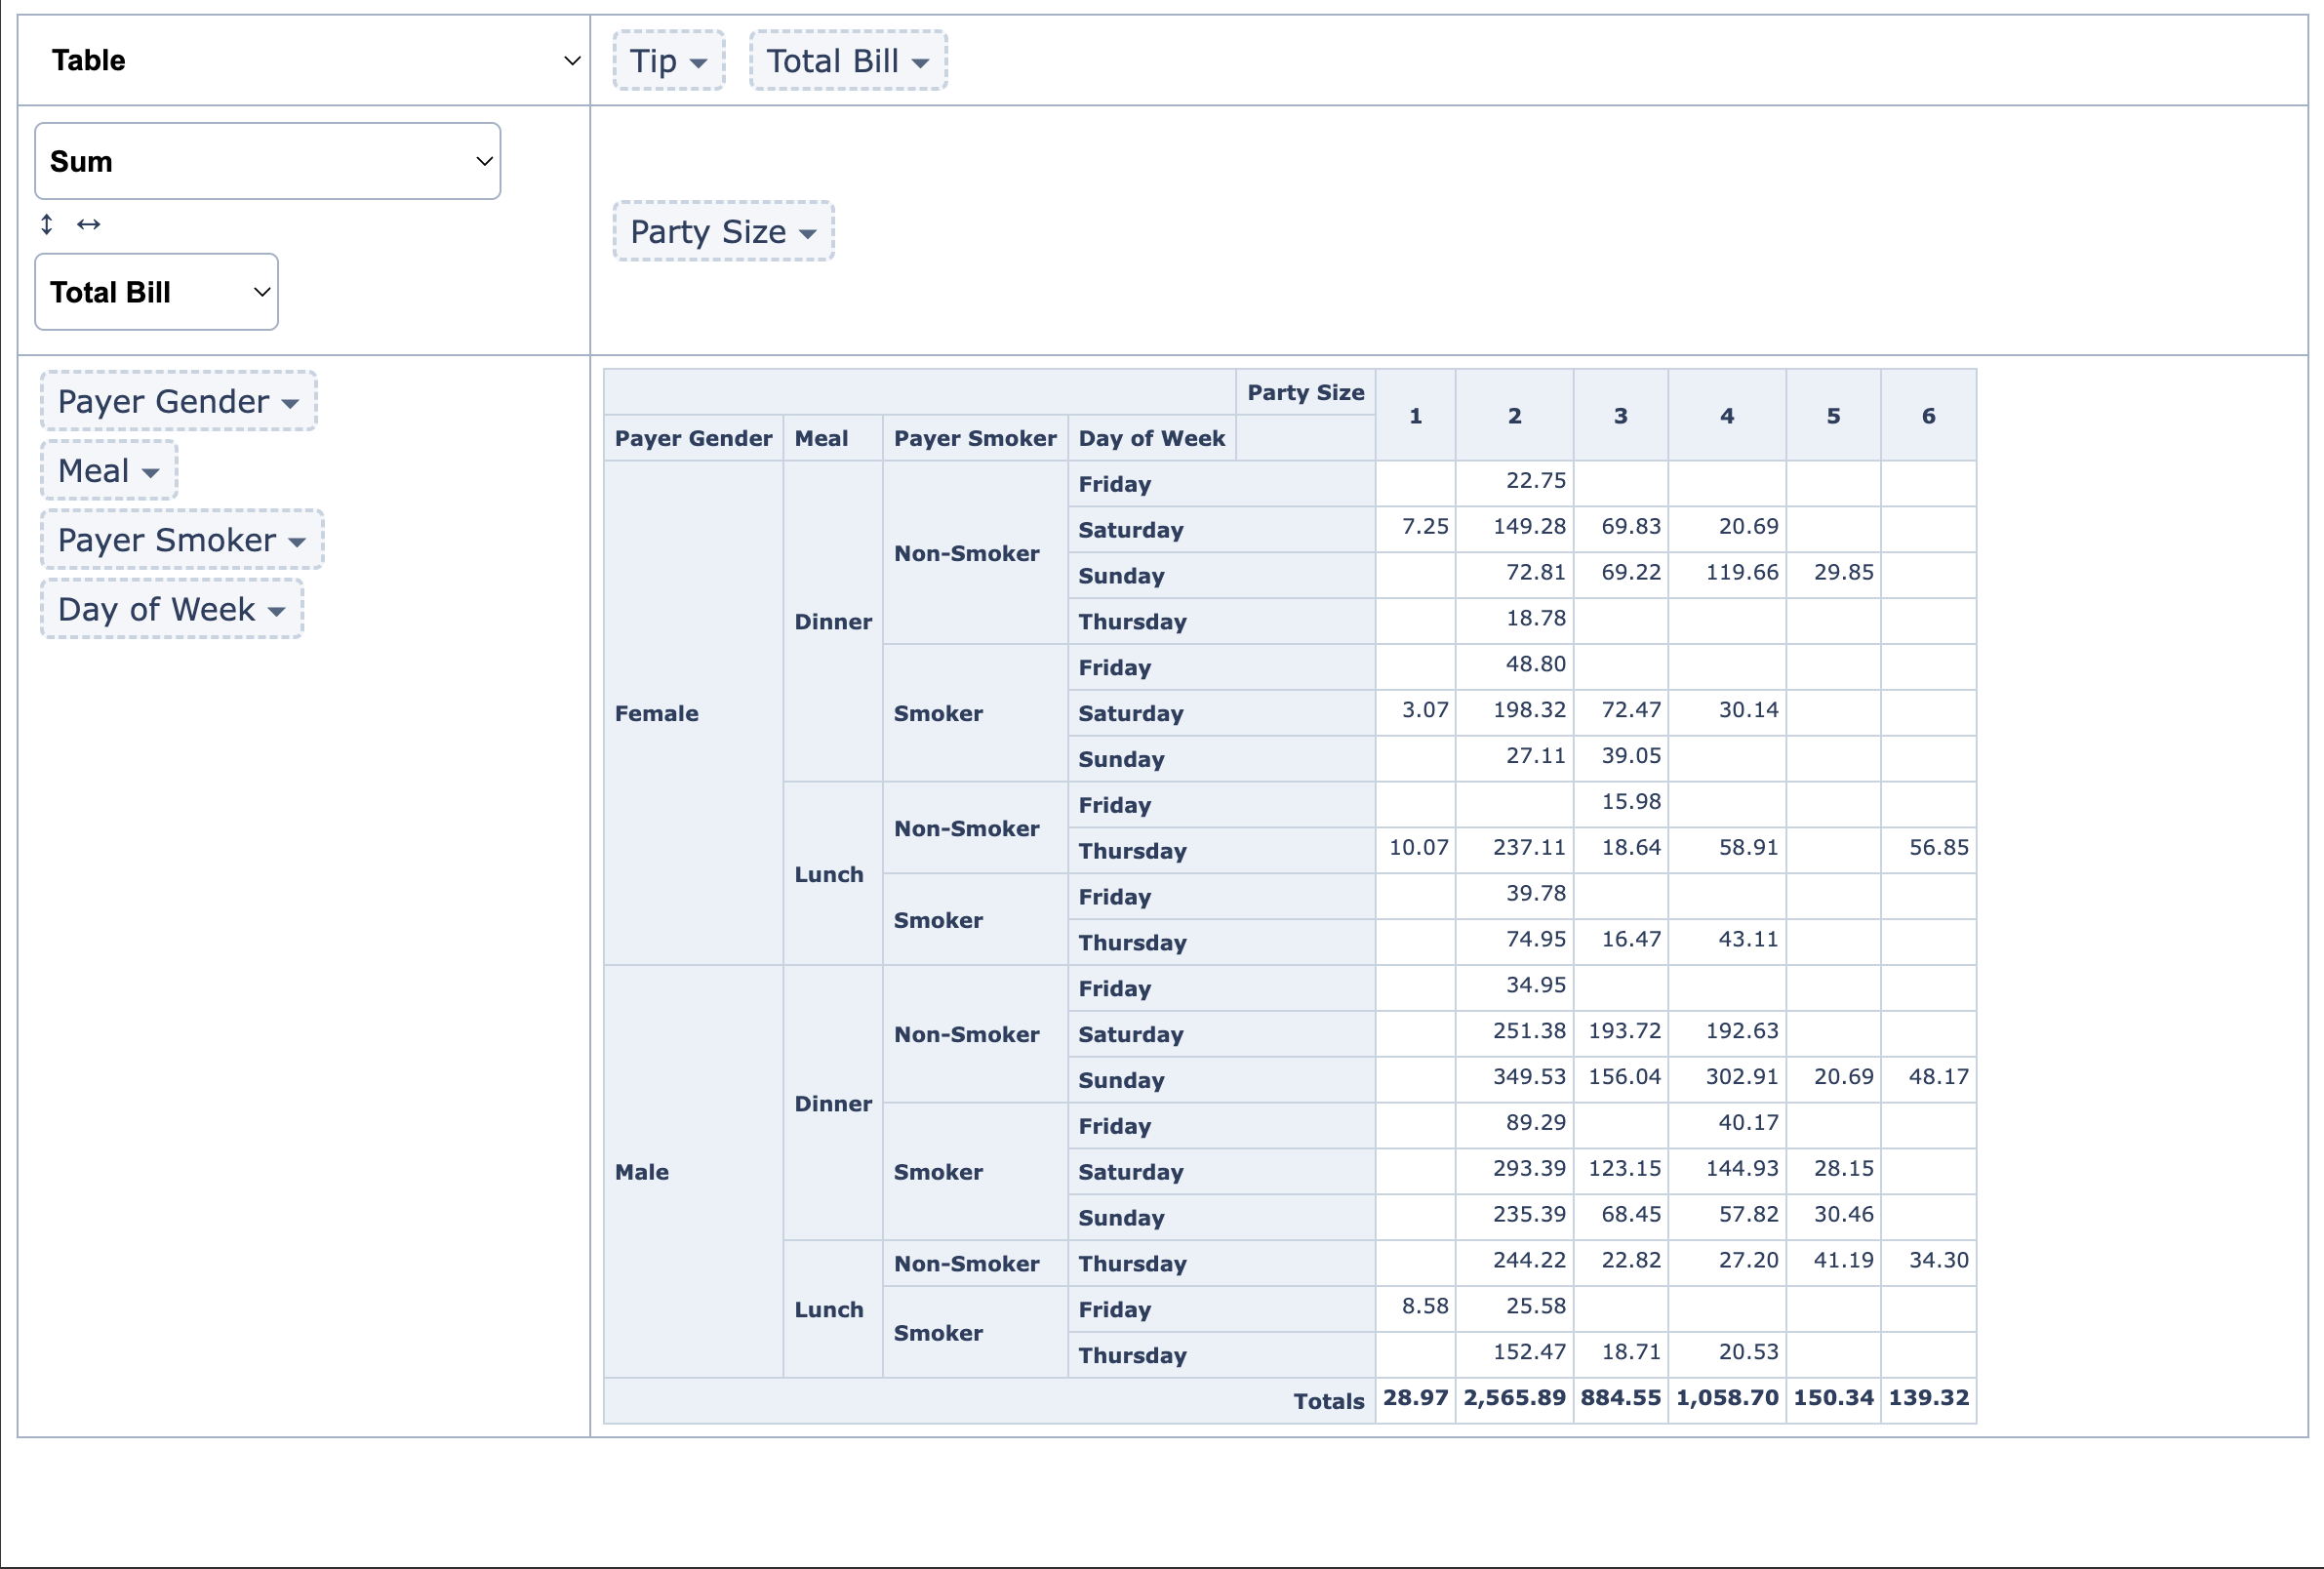 Table
Tip Total Bill
Sum
↕ ↔
Total Bill
Party Size
Payer Gender
Meal
Payer Smoker
Day of Week
Party Size 1 2 3 4 5 6
Payer Gender Meal Payer Smoker Day of Week
Female Dinner Non-Smoker Friday 22.75
Saturday 7.25 149.28 69.83 20.69
Sunday 72.81 69.22 119.66 29.85
Thursday 18.78
Smoker Friday 48.80
Saturday 3.07 198.32 72.47 30.14
Sunday 27.11 39.05
Lunch Non-Smoker Friday 15.98
Thursday 10.07 237.11 18.64 58.91 56.85
Smoker Friday 39.78
Thursday 74.95 16.47 43.11
Male Dinner Non-Smoker Friday 34.95
Saturday 251.38 193.72 192.63
Sunday 349.53 156.04 302.91 20.69 48.17
Smoker Friday 89.29 40.17
Saturday 293.39 123.15 144.93 28.15
Sunday 235.39 68.45 57.82 30.46
Lunch Non-Smoker Thursday 244.22 22.82 27.20 41.19 34.30
Smoker Friday 8.58 25.58
Thursday 152.47 18.71 20.53
Totals 28.97 2,565.89 884.55 1,058.70 150.34 139.32